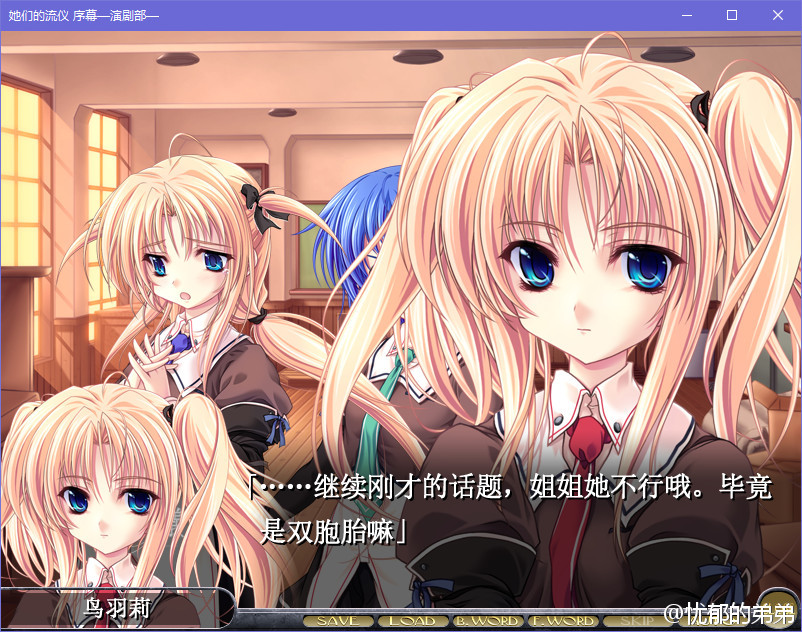 她们的流仪 序幕—演剧部—
「……继续刚才的话题，姐姐她不行哦。毕竟
是双胞胎嘛」
鸟羽莉
SAVE LOAD B.WORD F.WORD SKIP
@忧郁的弟弟